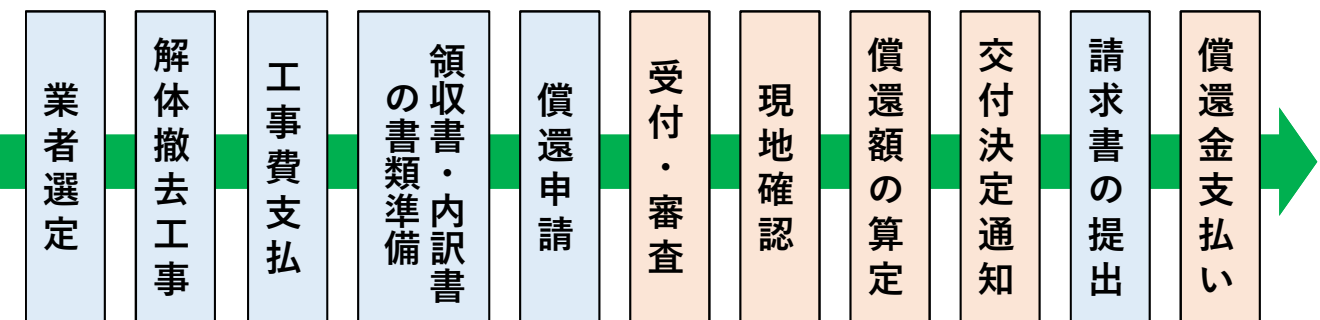 業者選定
解体撤去工事
工事費支払
領収書・内訳書
の書類準備
償還申請
受付・審査
現地確認
償還額の算定
交付決定通知
請求書の提出
償還金支払い